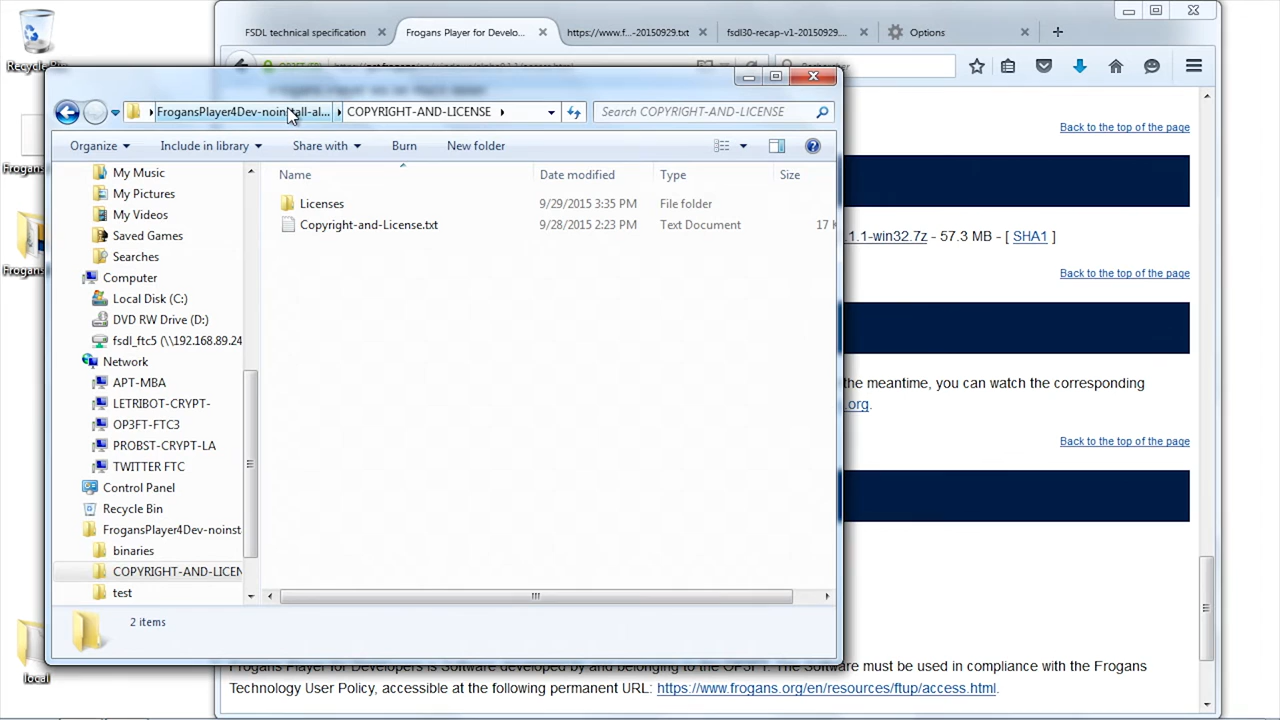 Recycle Bin
FSDL technical specification
Frogans Player for Develo...
https://www.f...-20150929.txt
fsdl30-recap-v1-20150929....
Options
FrogansPlayer4Dev-noinstall-al...
COPYRIGHT-AND-LICENSE
Search COPYRIGHT-AND-LICENSE
Organize
Include in library
Share with
Burn
New folder
Name
Date modified
Type
Size
Licenses
9/29/2015 3:35 PM
File folder
Copyright-and-License.txt
9/28/2015 2:23 PM
Text Document
17 K
My Music
My Pictures
My Videos
Saved Games
Searches
Computer
Local Disk (C:)
DVD RW Drive (D:)
fsdl_ftc5 (\\192.168.89.24
Network
APT-MBA
LETRIBOT-CRYPT-
OP3FT-FTC3
PROBST-CRYPT-LA
TWITTER FTC
Control Panel
Recycle Bin
FrogansPlayer4Dev-noinst
binaries
COPYRIGHT-AND-LICEN
test
2 items
Frogans
Frogans
local
Back to the top of the page
.1.1-win32.7z - 57.3 MB - [ SHA1 ]
Back to the top of the page
the meantime, you can watch the corresponding
.org.
Back to the top of the page
Frogans Player for Developers is Software developed by and belonging to the OP3FT. The Software must be used in compliance with the Frogans
Technology User Policy, accessible at the following permanent URL: https://www.frogans.org/en/resources/ftup/access.html.